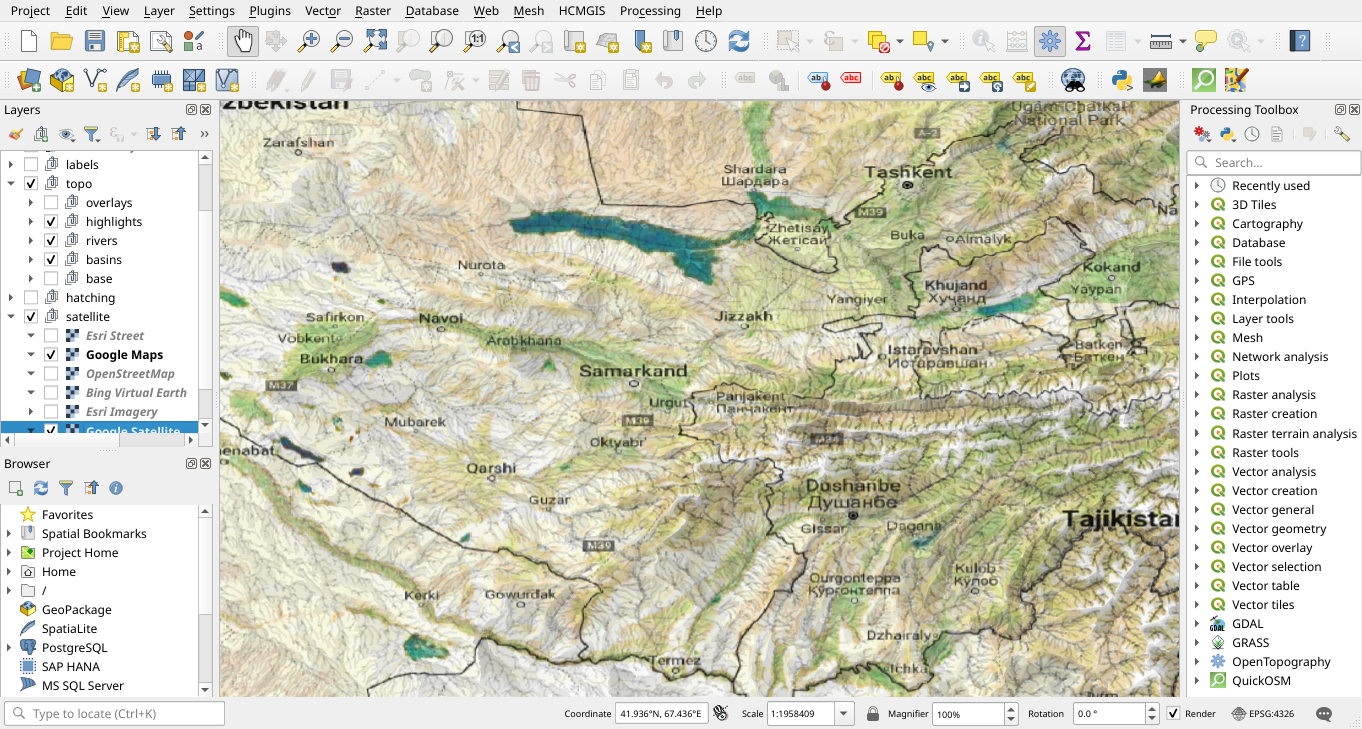 Project Edit View Layer Settings Plugins Vector Raster Database Web Mesh HCMGIS Processing Help
Layers
labels
topo
overlays
highlights
rivers
basins
base
hatching
satellite
Esri Street
Google Maps
OpenStreetMap
Bing Virtual Earth
Esri Imagery
Google Satellite
Browser
Favorites
Spatial Bookmarks
Project Home
Home
/
GeoPackage
SpatiaLite
PostgreSQL
SAP HANA
MS SQL Server
zbekistan
Ugam-Chatkal
National Park
Zarafshan
A-2
Shardara
Шардара
Tashkent
M39
Zhetisay
Жетісай
Buka
Almalyk
Na
Nurota
Kokand
Yaypan
Khujand
Хучанд
Yangiyer
Safirkon
Navoi
Jizzakh
Vobkent
Arabkhana
Bukhara
Istaravshan
Истаравшан
Batken
Баткен
Samarkand
M37
Urgut
Panjakent
Панчакент
Mubarek
M39
M34
Oktyabr
enabat
Qarshi
Dushanbe
Душанбе
Guzar
Gissar
Dagana
Tajikistan
M39
Kulob
Кӯлоб
Qurgonteppa
Қӯрғонтеппа
Kerki
Gowurdak
Dzhairaly
Termez
Ichka
Processing Toolbox
Search...
Recently used
3D Tiles
Cartography
Database
File tools
GPS
Interpolation
Layer tools
Mesh
Network analysis
Plots
Raster analysis
Raster creation
Raster terrain analysis
Raster tools
Vector analysis
Vector creation
Vector general
Vector geometry
Vector overlay
Vector selection
Vector table
Vector tiles
GDAL
GRASS
OpenTopography
QuickOSM
Type to locate (Ctrl+K)
Coordinate 41.936°N, 67.436°E Scale 1:1958409 Magnifier 100% Rotation 0.0 ° Render EPSG:4326